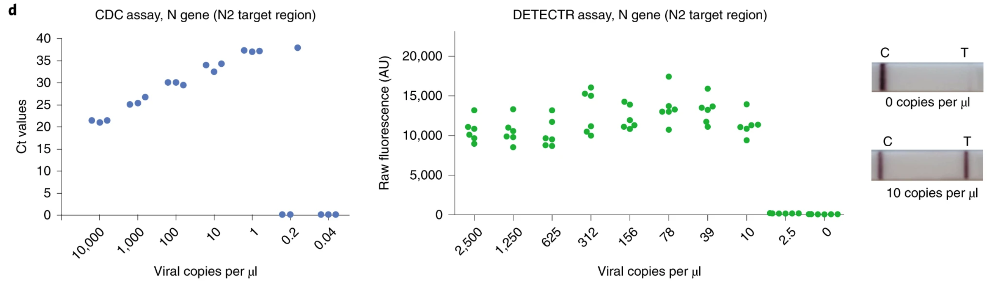 d
CDC assay, N gene (N2 target region)
40
35
30
25
20
15
10
5
0
Ct values
10,000
1,000
100
10
1
0.2
0.04
Viral copies per µl
DETECTR assay, N gene (N2 target region)
20,000
15,000
10,000
5,000
0
Raw fluorescence (AU)
2,500
1,250
625
312
156
78
39
10
2.5
0
Viral copies per µl
C T
0 copies per µl
C T
10 copies per µl